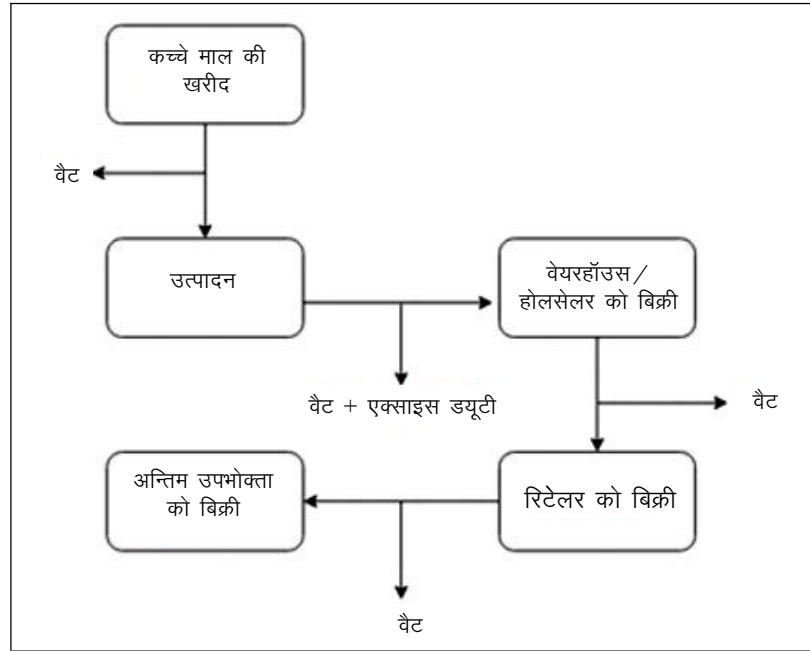 कच्चे माल की
खरीद
वैट
उत्पादन
वेयरहॉउस/
होलसेलर को बिक्री
वैट + एक्साइस डयूटी
वैट
अन्तिम उपभोक्ता
को बिक्री
रिटेलर को बिक्री
वैट